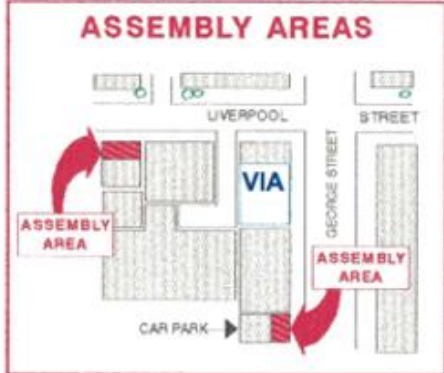 ASSEMBLY AREAS
LIVERPOOL STREET
GEORGE STREET
VIA
ASSEMBLY
AREA
ASSEMBLY
AREA
CAR PARK